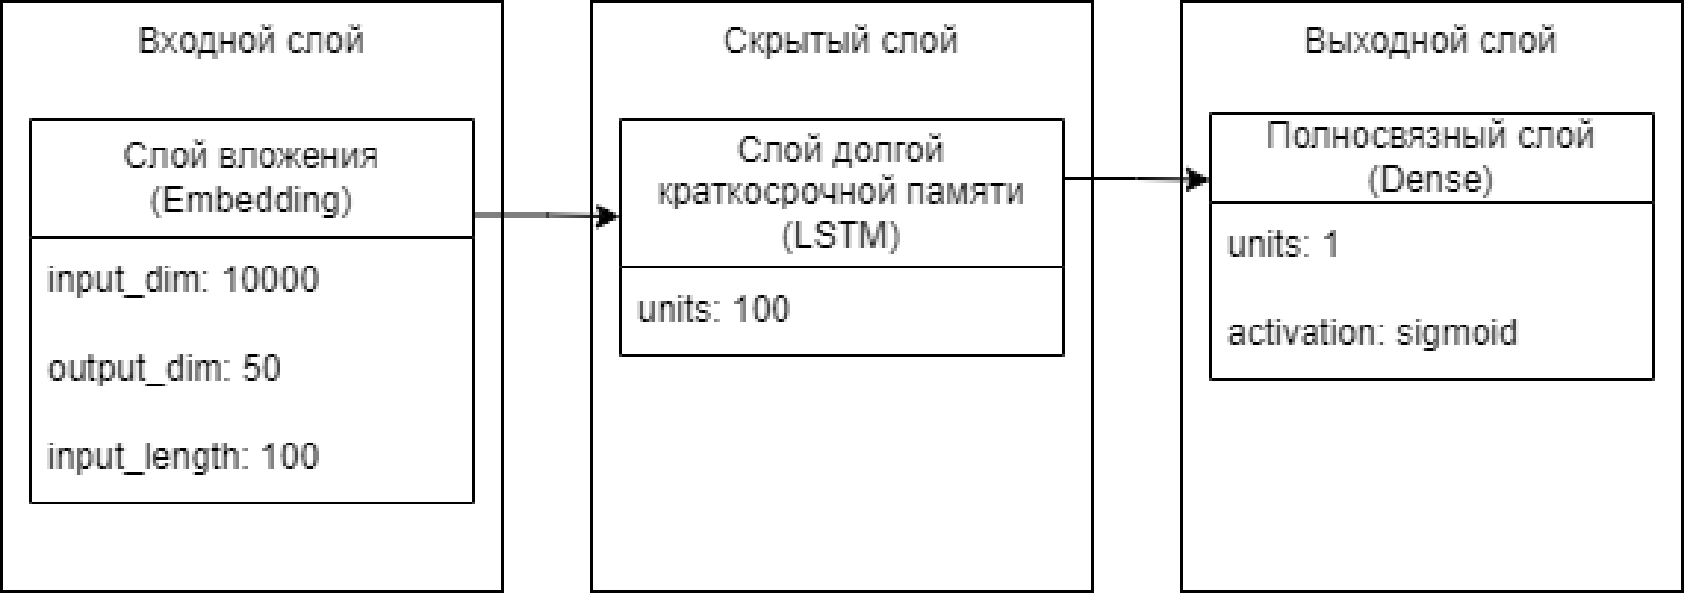 Входной слой
Слой вложения
(Embedding)
input_dim: 10000
output_dim: 50
input_length: 100
Скрытый слой
Слой долгой
краткосрочной памяти
(LSTM)
units: 100
Выходной слой
Полносвязный слой
(Dense)
units: 1
activation: sigmoid